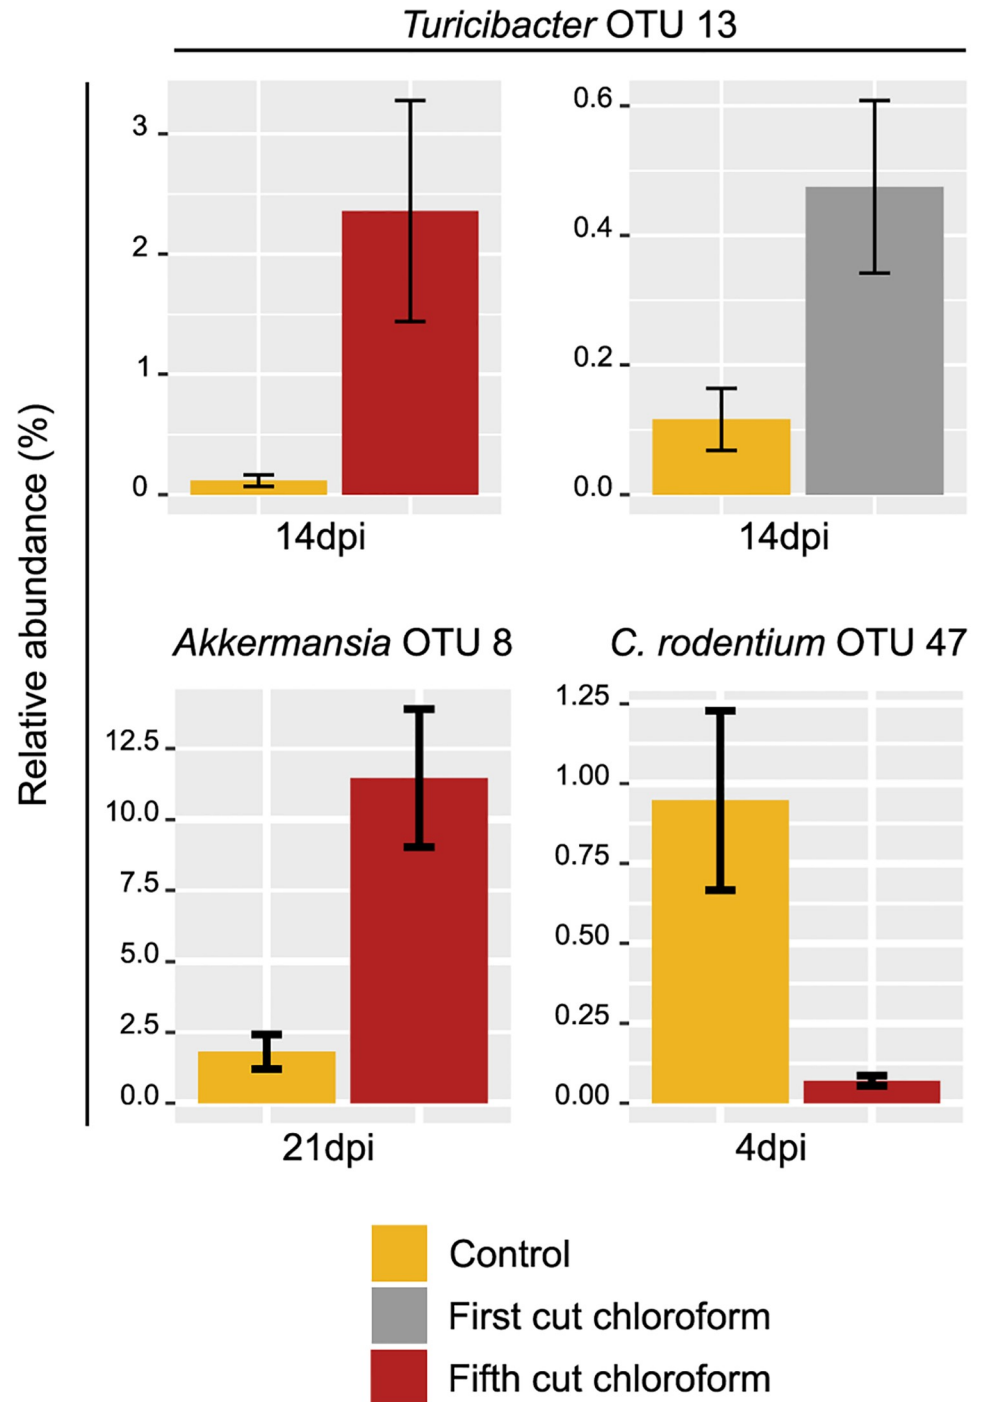 Turicibacter OTU 13
Relative abundance (%)
3
2
1
0
14dpi
0.6
0.4
0.2
0.0
14dpi
Akkermansia OTU 8
12.5
10.0
7.5
5.0
2.5
0.0
21dpi
C. rodentium OTU 47
1.25
1.00
0.75
0.50
0.25
0.00
4dpi
Control
First cut chloroform
Fifth cut chloroform